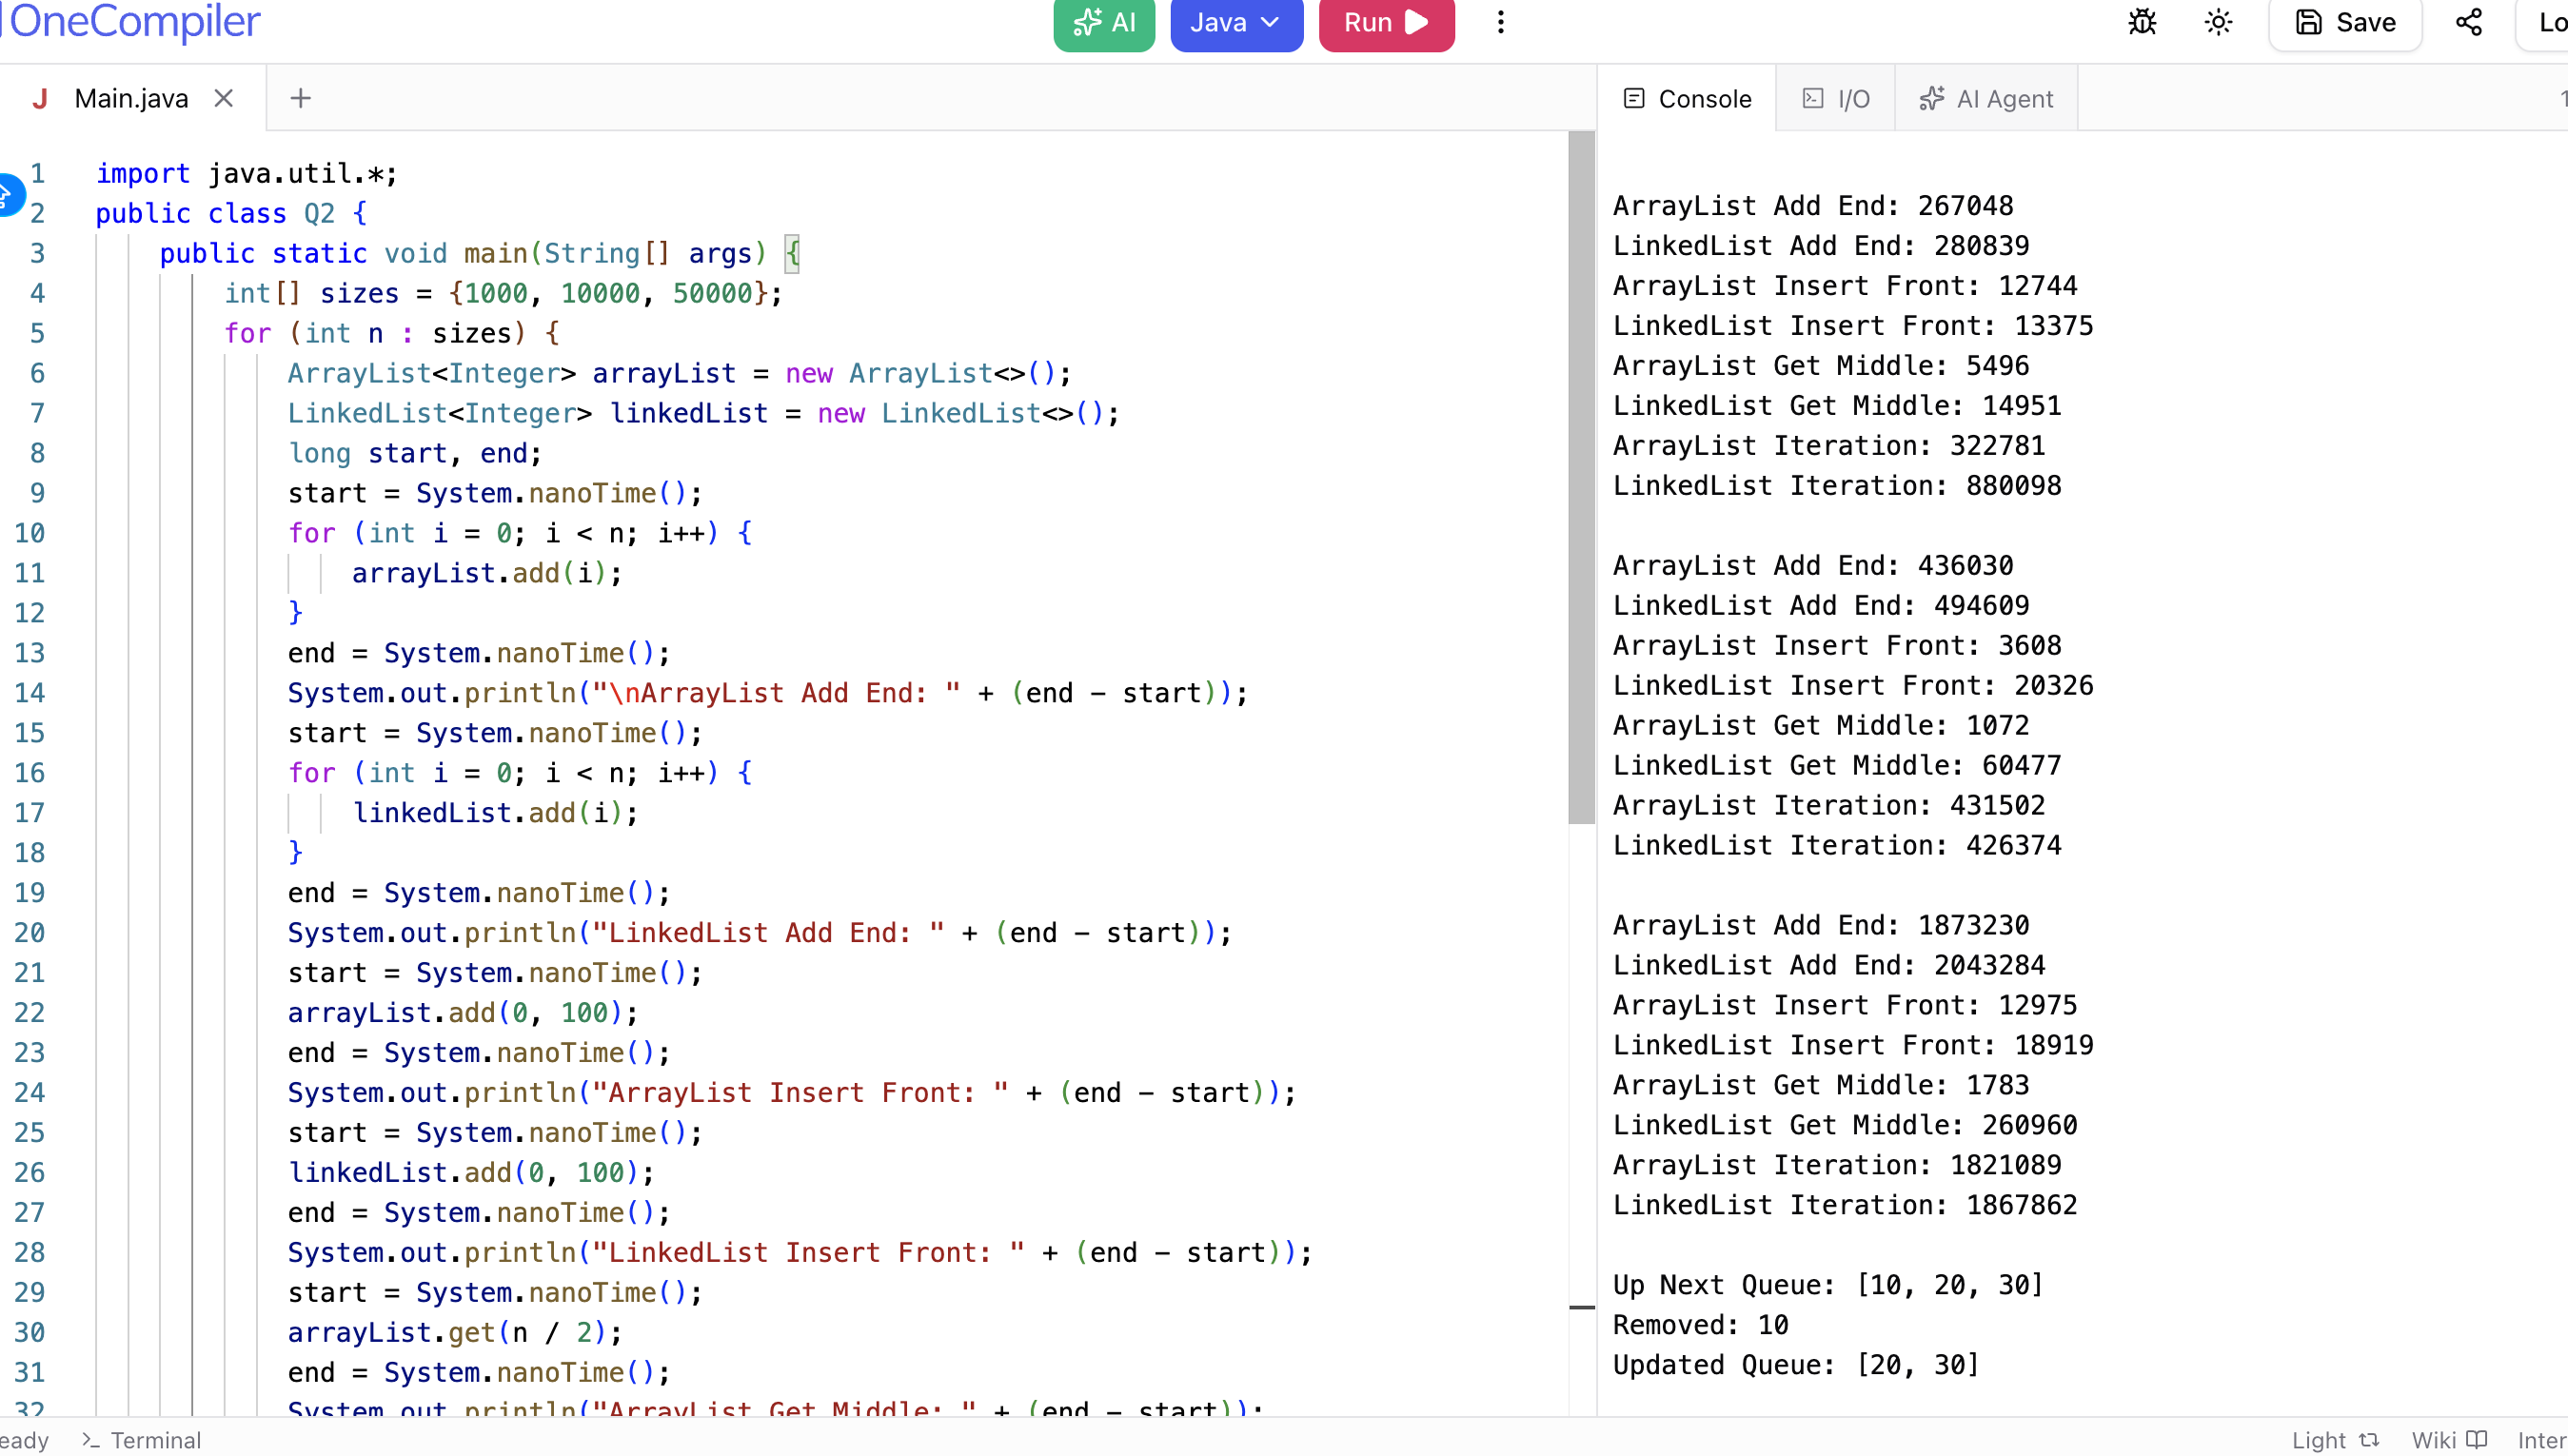 OneCompiler
AI
Java
Run
Save
Main.java
Console
I/O
AI Agent
1 import java.util.*;
2 public class Q2 {
3 public static void main(String[] args) {
4 int[] sizes = {1000, 10000, 50000};
5 for (int n : sizes) {
6 ArrayList<Integer> arrayList = new ArrayList<>();
7 LinkedList<Integer> linkedList = new LinkedList<>();
8 long start, end;
9 start = System.nanoTime();
10 for (int i = 0; i < n; i++) {
11 arrayList.add(i);
12 }
13 end = System.nanoTime();
14 System.out.println("\nArrayList Add End: " + (end - start));
15 start = System.nanoTime();
16 for (int i = 0; i < n; i++) {
17 linkedList.add(i);
18 }
19 end = System.nanoTime();
20 System.out.println("LinkedList Add End: " + (end - start));
21 start = System.nanoTime();
22 arrayList.add(0, 100);
23 end = System.nanoTime();
24 System.out.println("ArrayList Insert Front: " + (end - start));
25 start = System.nanoTime();
26 linkedList.add(0, 100);
27 end = System.nanoTime();
28 System.out.println("LinkedList Insert Front: " + (end - start));
29 start = System.nanoTime();
30 arrayList.get(n / 2);
31 end = System.nanoTime();
32 System.out.println("ArrayList Get Middle: " + (end - start));
ArrayList Add End: 267048
LinkedList Add End: 280839
ArrayList Insert Front: 12744
LinkedList Insert Front: 13375
ArrayList Get Middle: 5496
LinkedList Get Middle: 14951
ArrayList Iteration: 322781
LinkedList Iteration: 880098
ArrayList Add End: 436030
LinkedList Add End: 494609
ArrayList Insert Front: 3608
LinkedList Insert Front: 20326
ArrayList Get Middle: 1072
LinkedList Get Middle: 60477
ArrayList Iteration: 431502
LinkedList Iteration: 426374
ArrayList Add End: 1873230
LinkedList Add End: 2043284
ArrayList Insert Front: 12975
LinkedList Insert Front: 18919
ArrayList Get Middle: 1783
LinkedList Get Middle: 260960
ArrayList Iteration: 1821089
LinkedList Iteration: 1867862
Up Next Queue: [10, 20, 30]
Removed: 10
Updated Queue: [20, 30]
Terminal
Light
Wiki